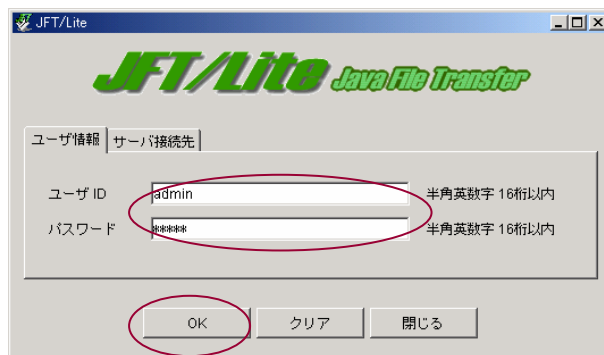 JFT/Lite
JFT/Lite Java File Transfer
ユーザ情報 サーバ接続先
ユーザ ID admin 半角英数字 16桁以内
パスワード ***** 半角英数字 16桁以内
OK クリア 閉じる